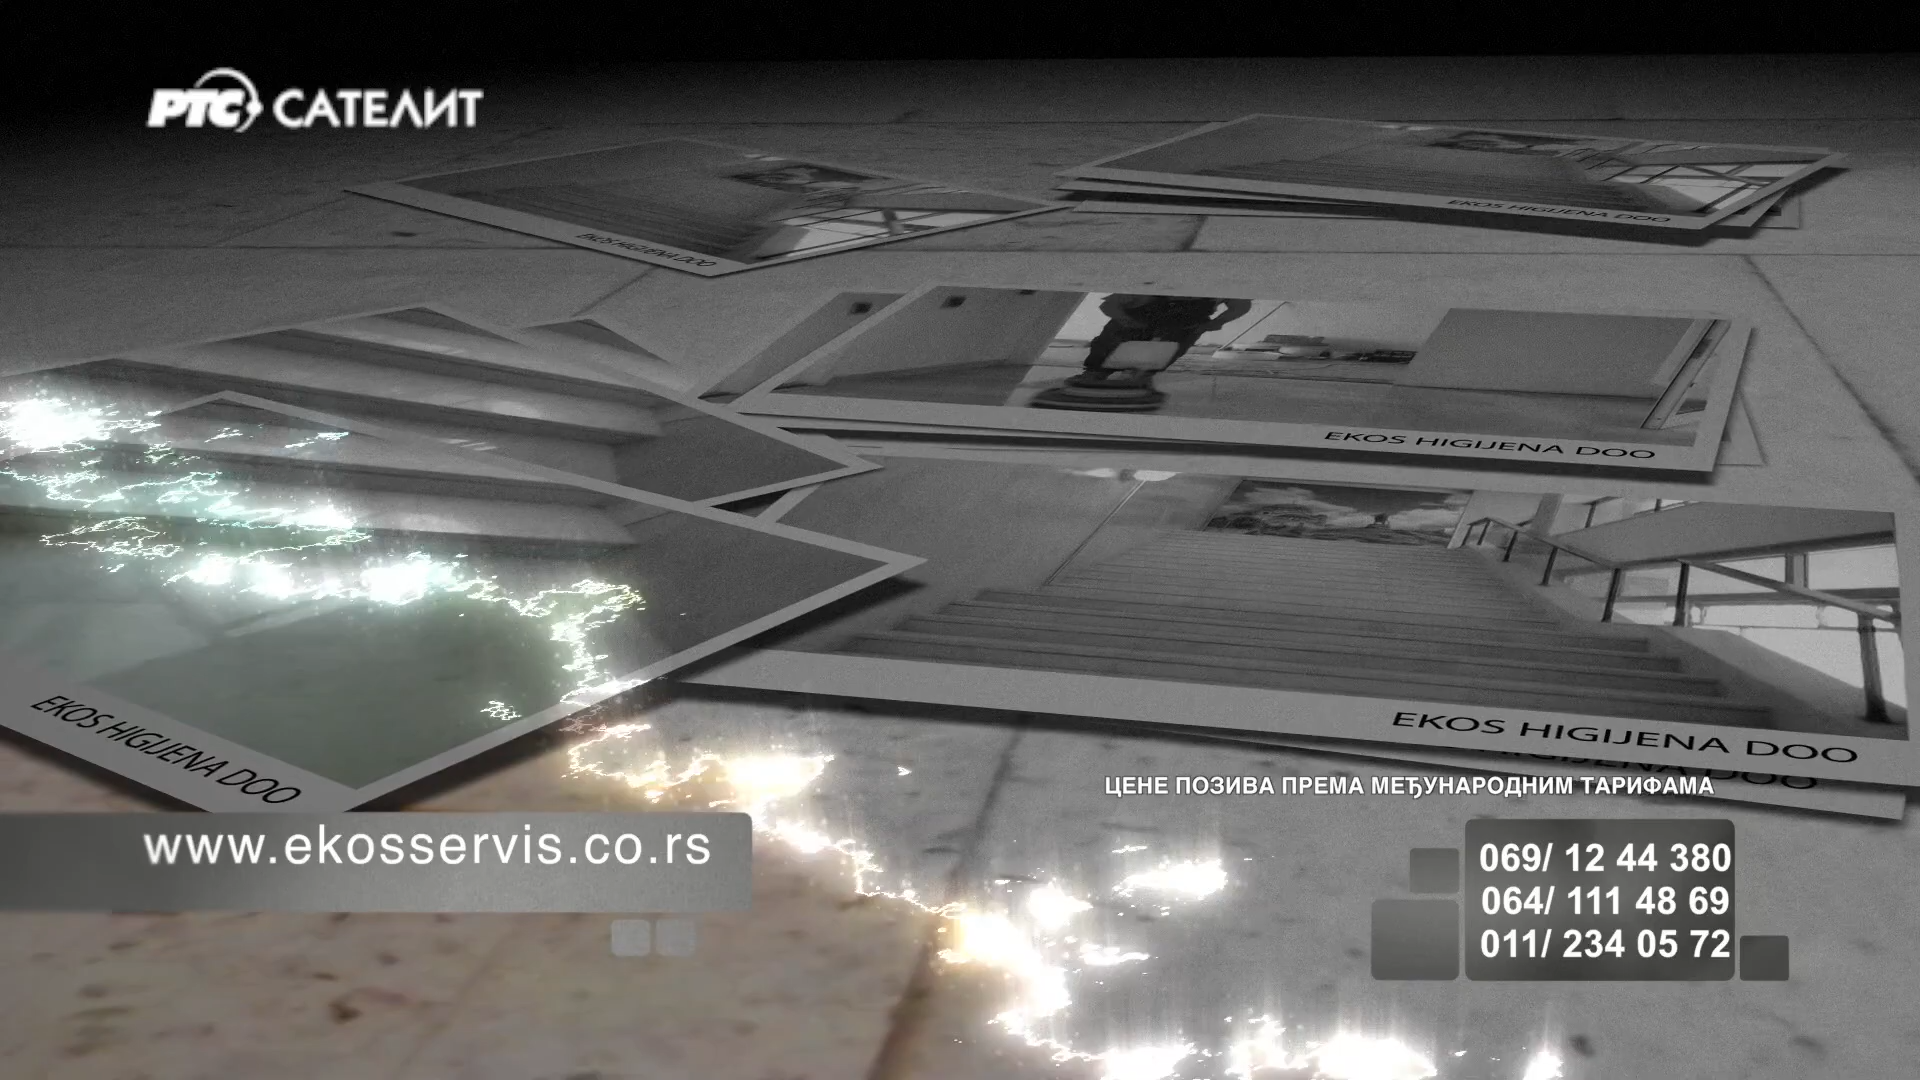 РТС САТЕЛИТ
EKOS HIGIJENA DOO
EKOS HIGIJENA DOO
EKOS HIGIJENA DOO
EKOS HIGIJENA DOO
EKOS HIGIJENA DOO
HIGIJENA DOO
ЦЕНЕ ПОЗИВА ПРЕМА МЕЂУНАРОДНИМ ТАРИФАМА
www.ekosservis.co.rs
069/ 12 44 380
064/ 111 48 69
011/ 234 05 72